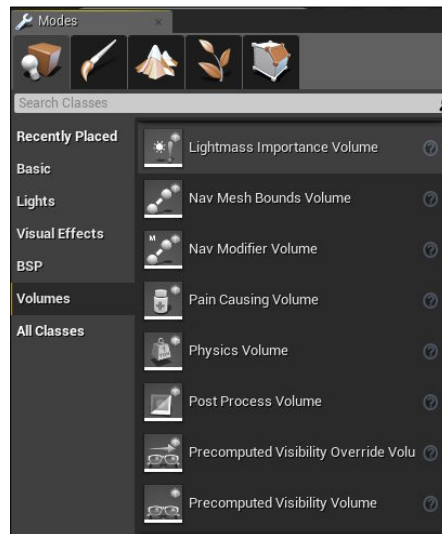 Modes
Search Classes
Recently Placed
Basic
Lights
Visual Effects
BSP
Volumes
All Classes
Lightmass Importance Volume
Nav Mesh Bounds Volume
M
Nav Modifier Volume
Pain Causing Volume
Physics Volume
Post Process Volume
Precomputed Visibility Override Volu
Precomputed Visibility Volume